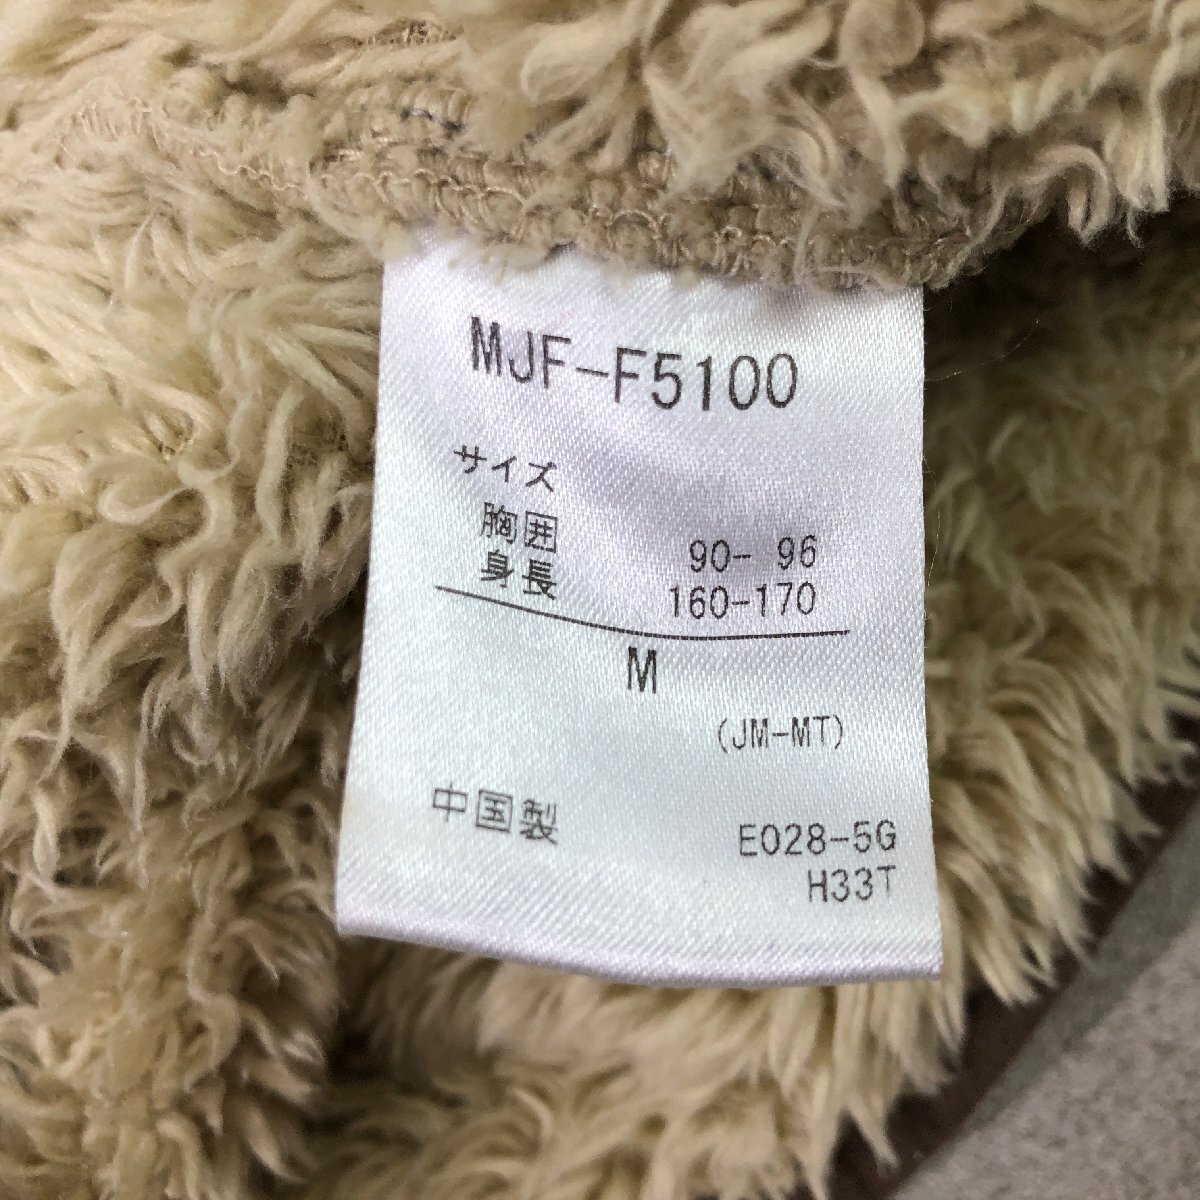 MJF-F5100
サイズ
胸囲 90- 96
身長 160-170
M
(JM-MT)
中国製 E028-5G
H33T